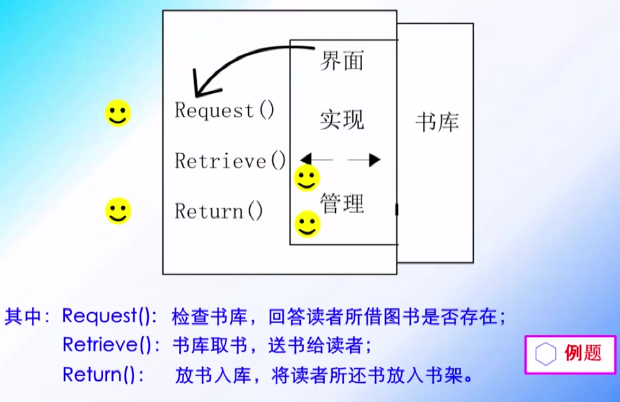 界面
Request()
实现
书库
Retrieve()
Return()
管理
其中：Request()：检查书库，回答读者所借图书是否存在；
Retrieve()：书库取书，送书给读者；
Return()： 放书入库，将读者所还书放入书架。
例题